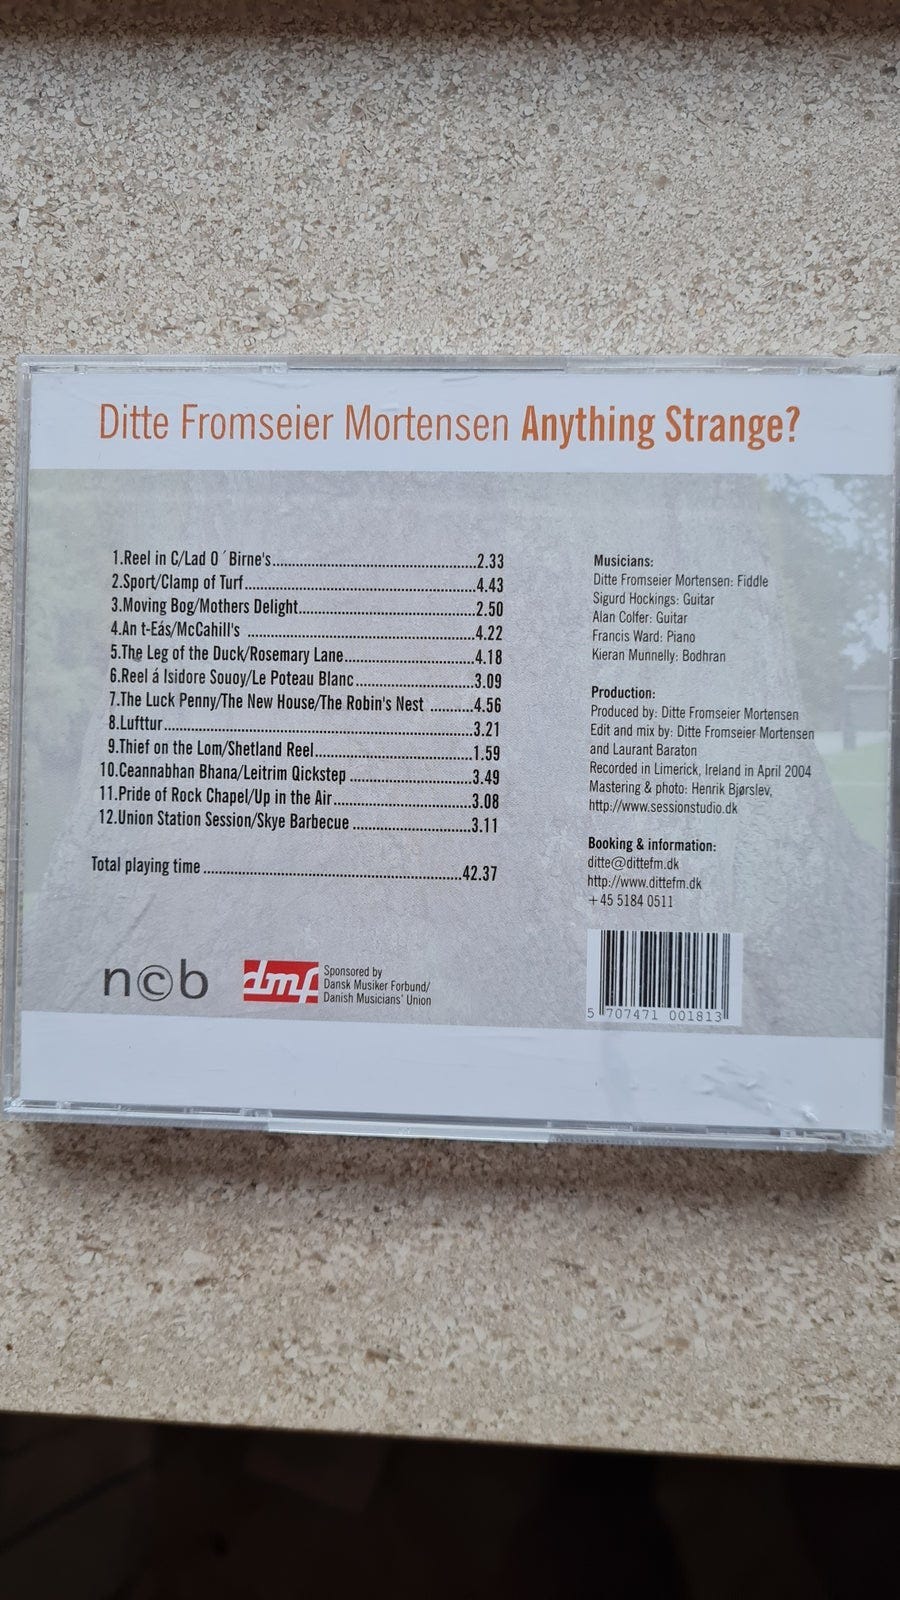 Ditte Fromseier Mortensen Anything Strange?
1.Reel in C/Lad O´Birne's..........2.33
2.Sport/Clamp of Turf..........4.43
3.Moving Bog/Mothers Delight..........2.50
4.An t-Eás/McCahill's ..........4.22
5.The Leg of the Duck/Rosemary Lane..........4.18
6.Reel á Isidore Souoy/Le Poteau Blanc..........3.09
7.The Luck Penny/The New House/The Robin's Nest ..........4.56
8.Lufttur..........3.21
9.Thief on the Lom/Shetland Reel..........1.59
10.Ceannabhan Bhana/Leitrim Qickstep ..........3.49
11.Pride of Rock Chapel/Up in the Air..........3.08
12.Union Station Session/Skye Barbecue ..........3.11
Total playing time ..........42.37
Musicians:
Ditte Fromseier Mortensen: Fiddle
Sigurd Hockings: Guitar
Alan Colfer: Guitar
Francis Ward: Piano
Kieran Munnelly: Bodhran
Production:
Produced by: Ditte Fromseier Mortensen
Edit and mix by: Ditte Fromseier Mortensen
and Laurant Baraton
Recorded in Limerick, Ireland in April 2004
Mastering & photo: Henrik Bjørslev,
http://www.sessionstudio.dk
Booking & information:
ditte@dittefm.dk
http://www.dittefm.dk
+45 5184 0511
n©b
dmf
Sponsored by
Dansk Musiker Forbund/
Danish Musicians' Union
5 707471 001813